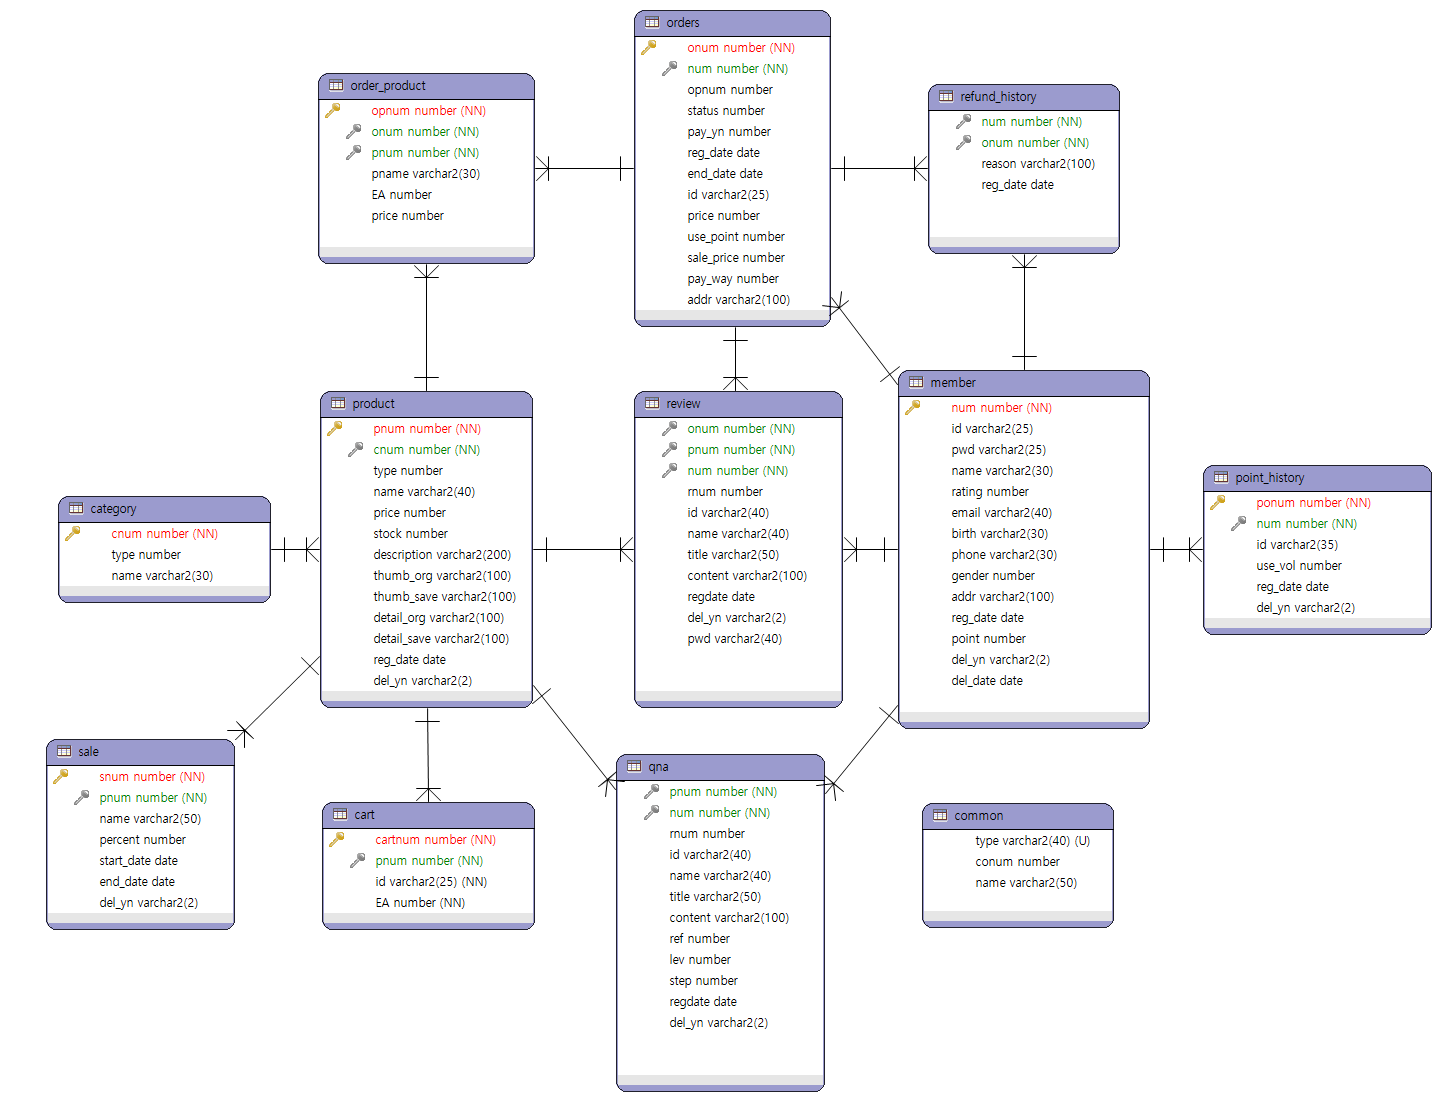 orders
onum number (NN)
num number (NN)
opnum number
status number
pay_yn number
reg_date date
end_date date
id varchar2(25)
price number
use_point number
sale_price number
pay_way number
addr varchar2(100)
order_product
opnum number (NN)
onum number (NN)
pnum number (NN)
pname varchar2(30)
EA number
price number
refund_history
num number (NN)
onum number (NN)
reason varchar2(100)
reg_date date
product
pnum number (NN)
cnum number (NN)
type number
name varchar2(40)
price number
stock number
description varchar2(200)
thumb_org varchar2(100)
thumb_save varchar2(100)
detail_org varchar2(100)
detail_save varchar2(100)
reg_date date
del_yn varchar2(2)
review
onum number (NN)
pnum number (NN)
num number (NN)
rnum number
id varchar2(40)
name varchar2(40)
title varchar2(50)
content varchar2(100)
regdate date
del_yn varchar2(2)
pwd varchar2(40)
member
num number (NN)
id varchar2(25)
pwd varchar2(25)
name varchar2(30)
rating number
email varchar2(40)
birth varchar2(30)
phone varchar2(30)
gender number
addr varchar2(100)
reg_date date
point number
del_yn varchar2(2)
del_date date
point_history
ponum number (NN)
num number (NN)
id varchar2(35)
use_vol number
reg_date date
del_yn varchar2(2)
category
cnum number (NN)
type number
name varchar2(30)
sale
snum number (NN)
pnum number (NN)
name varchar2(50)
percent number
start_date date
end_date date
del_yn varchar2(2)
cart
cartnum number (NN)
pnum number (NN)
id varchar2(25) (NN)
EA number (NN)
qna
pnum number (NN)
num number (NN)
rnum number
id varchar2(40)
name varchar2(40)
title varchar2(50)
content varchar2(100)
ref number
lev number
step number
regdate date
del_yn varchar2(2)
common
type varchar2(40) (U)
conum number
name varchar2(50)